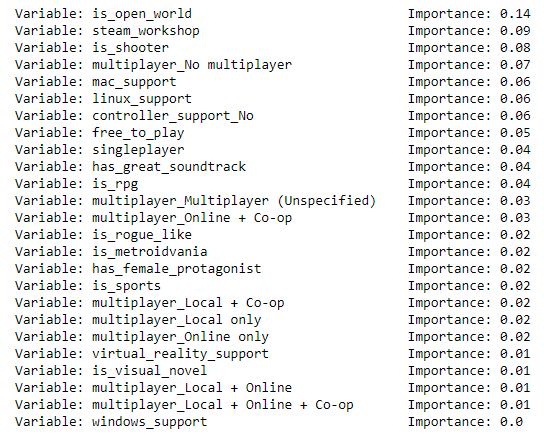 Variable: is_open_world Importance: 0.14
Variable: steam_workshop Importance: 0.09
Variable: is_shooter Importance: 0.08
Variable: multiplayer_No multiplayer Importance: 0.07
Variable: mac_support Importance: 0.06
Variable: linux_support Importance: 0.06
Variable: controller_support_No Importance: 0.06
Variable: free_to_play Importance: 0.05
Variable: singleplayer Importance: 0.04
Variable: has_great_soundtrack Importance: 0.04
Variable: is_rpg Importance: 0.04
Variable: multiplayer_Multiplayer (Unspecified) Importance: 0.03
Variable: multiplayer_Online + Co-op Importance: 0.03
Variable: is_rogue_like Importance: 0.02
Variable: is_metroidvania Importance: 0.02
Variable: has_female_protagonist Importance: 0.02
Variable: is_sports Importance: 0.02
Variable: multiplayer_Local + Co-op Importance: 0.02
Variable: multiplayer_Local only Importance: 0.02
Variable: multiplayer_Online only Importance: 0.02
Variable: virtual_reality_support Importance: 0.01
Variable: is_visual_novel Importance: 0.01
Variable: multiplayer_Local + Online Importance: 0.01
Variable: multiplayer_Local + Online + Co-op Importance: 0.01
Variable: windows_support Importance: 0.0